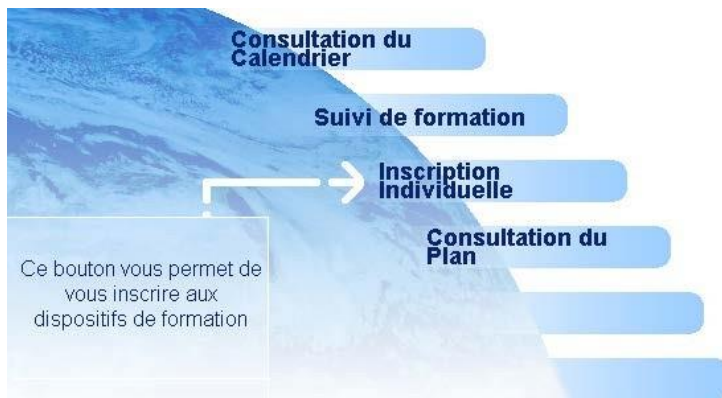 Consultation du
Calendrier
Suivi de formation
Inscription
Individuelle
Consultation du
Plan
Ce bouton vous permet de
vous inscrire aux
dispositifs de formation